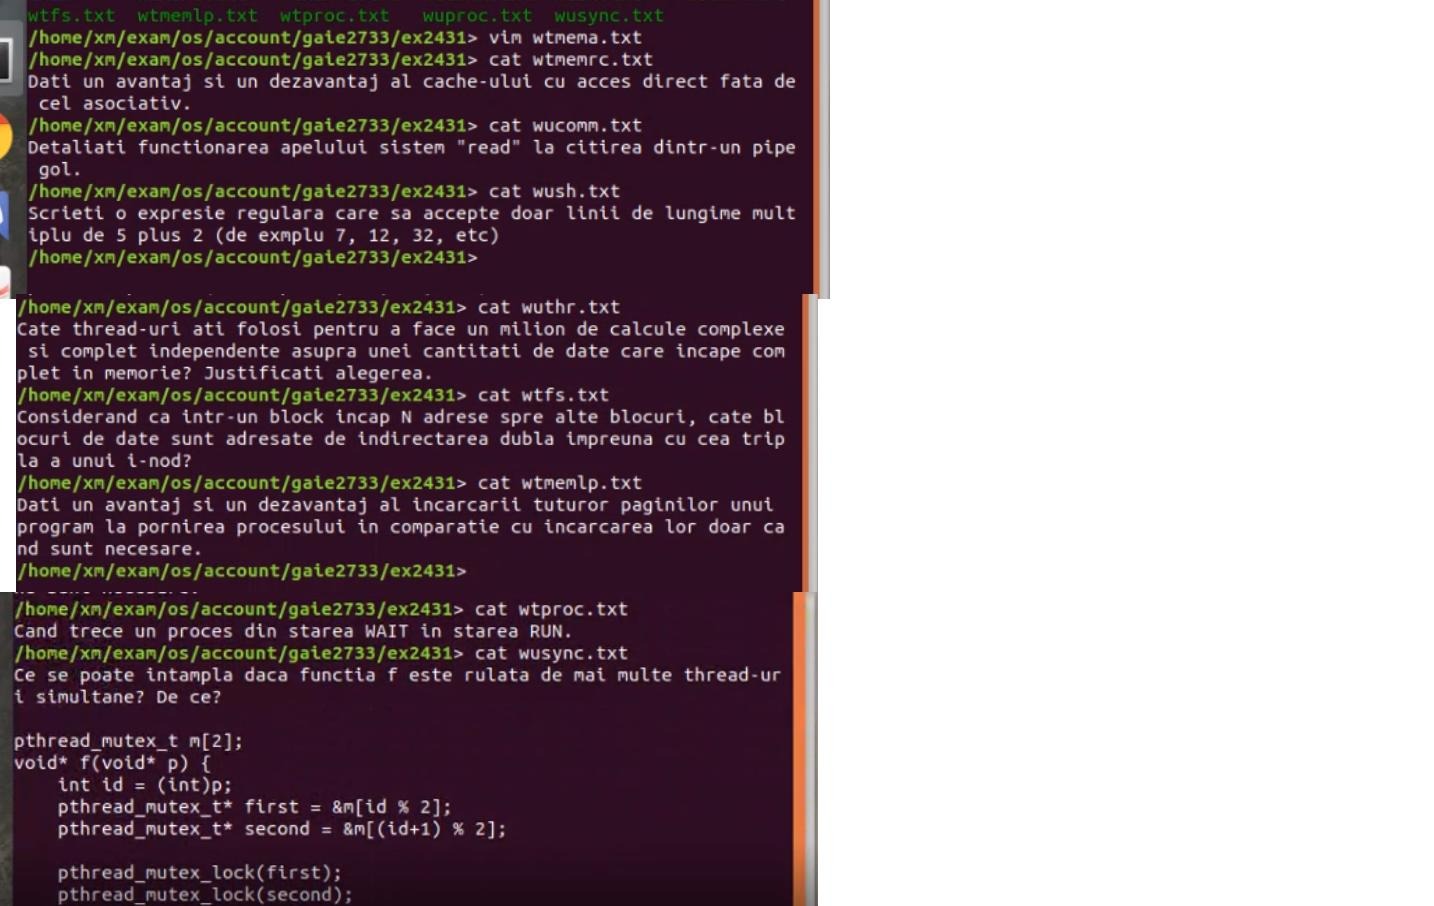 wtfs.txt  wtmemlp.txt  wtproc.txt   wuproc.txt  wusync.txt
/home/xm/exam/os/account/gaie2733/ex2431> vim wtmema.txt
/home/xm/exam/os/account/gaie2733/ex2431> cat wtmemrc.txt
Dati un avantaj si un dezavantaj al cache-ului cu acces direct fata de
 cel asociativ.
/home/xm/exam/os/account/gaie2733/ex2431> cat wucomm.txt
Detaliati functionarea apelului sistem "read" la citirea dintr-un pipe
 gol.
/home/xm/exam/os/account/gaie2733/ex2431> cat wush.txt
Scrieti o expresie regulara care sa accepte doar linii de lungime mult
iplu de 5 plus 2 (de exmplu 7, 12, 32, etc)
/home/xm/exam/os/account/gaie2733/ex2431>
/home/xm/exam/os/account/gaie2733/ex2431> cat wuthr.txt
Cate thread-uri ati folosi pentru a face un milion de calcule complexe
 si complet independente asupra unei cantitati de date care incape com
plet in memorie? Justificati alegerea.
/home/xm/exam/os/account/gaie2733/ex2431> cat wtfs.txt
Considerand ca intr-un block incap N adrese spre alte blocuri, cate bl
ocuri de date sunt adresate de indirectarea dubla impreuna cu cea trip
la a unui i-nod?
/home/xm/exam/os/account/gaie2733/ex2431> cat wtmemlp.txt
Dati un avantaj si un dezavantaj al incarcarii tuturor paginilor unui
program la pornirea procesului in comparatie cu incarcarea lor doar ca
nd sunt necesare.
/home/xm/exam/os/account/gaie2733/ex2431>
/home/xm/exam/os/account/gaie2733/ex2431> cat wtproc.txt
Cand trece un proces din starea WAIT in starea RUN.
/home/xm/exam/os/account/gaie2733/ex2431> cat wusync.txt
Ce se poate intampla daca functia f este rulata de mai multe thread-ur
i simultane? De ce?
pthread_mutex_t m[2];
void* f(void* p) {
    int id = (int)p;
    pthread_mutex_t* first = &m[id % 2];
    pthread_mutex_t* second = &m[(id+1) % 2];
    pthread_mutex_lock(first);
    pthread_mutex_lock(second);